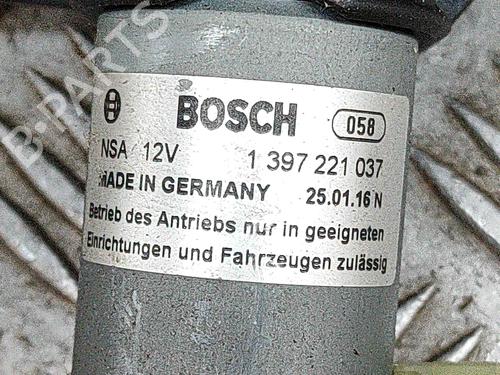 B-PARTS
BOSCH 058
NSA 12V 1 397 221 037
MADE IN GERMANY 25.01.16 N
Betrieb des Antriebs nur in geeigneten
Einrichtungen und Fahrzeugen zulässig